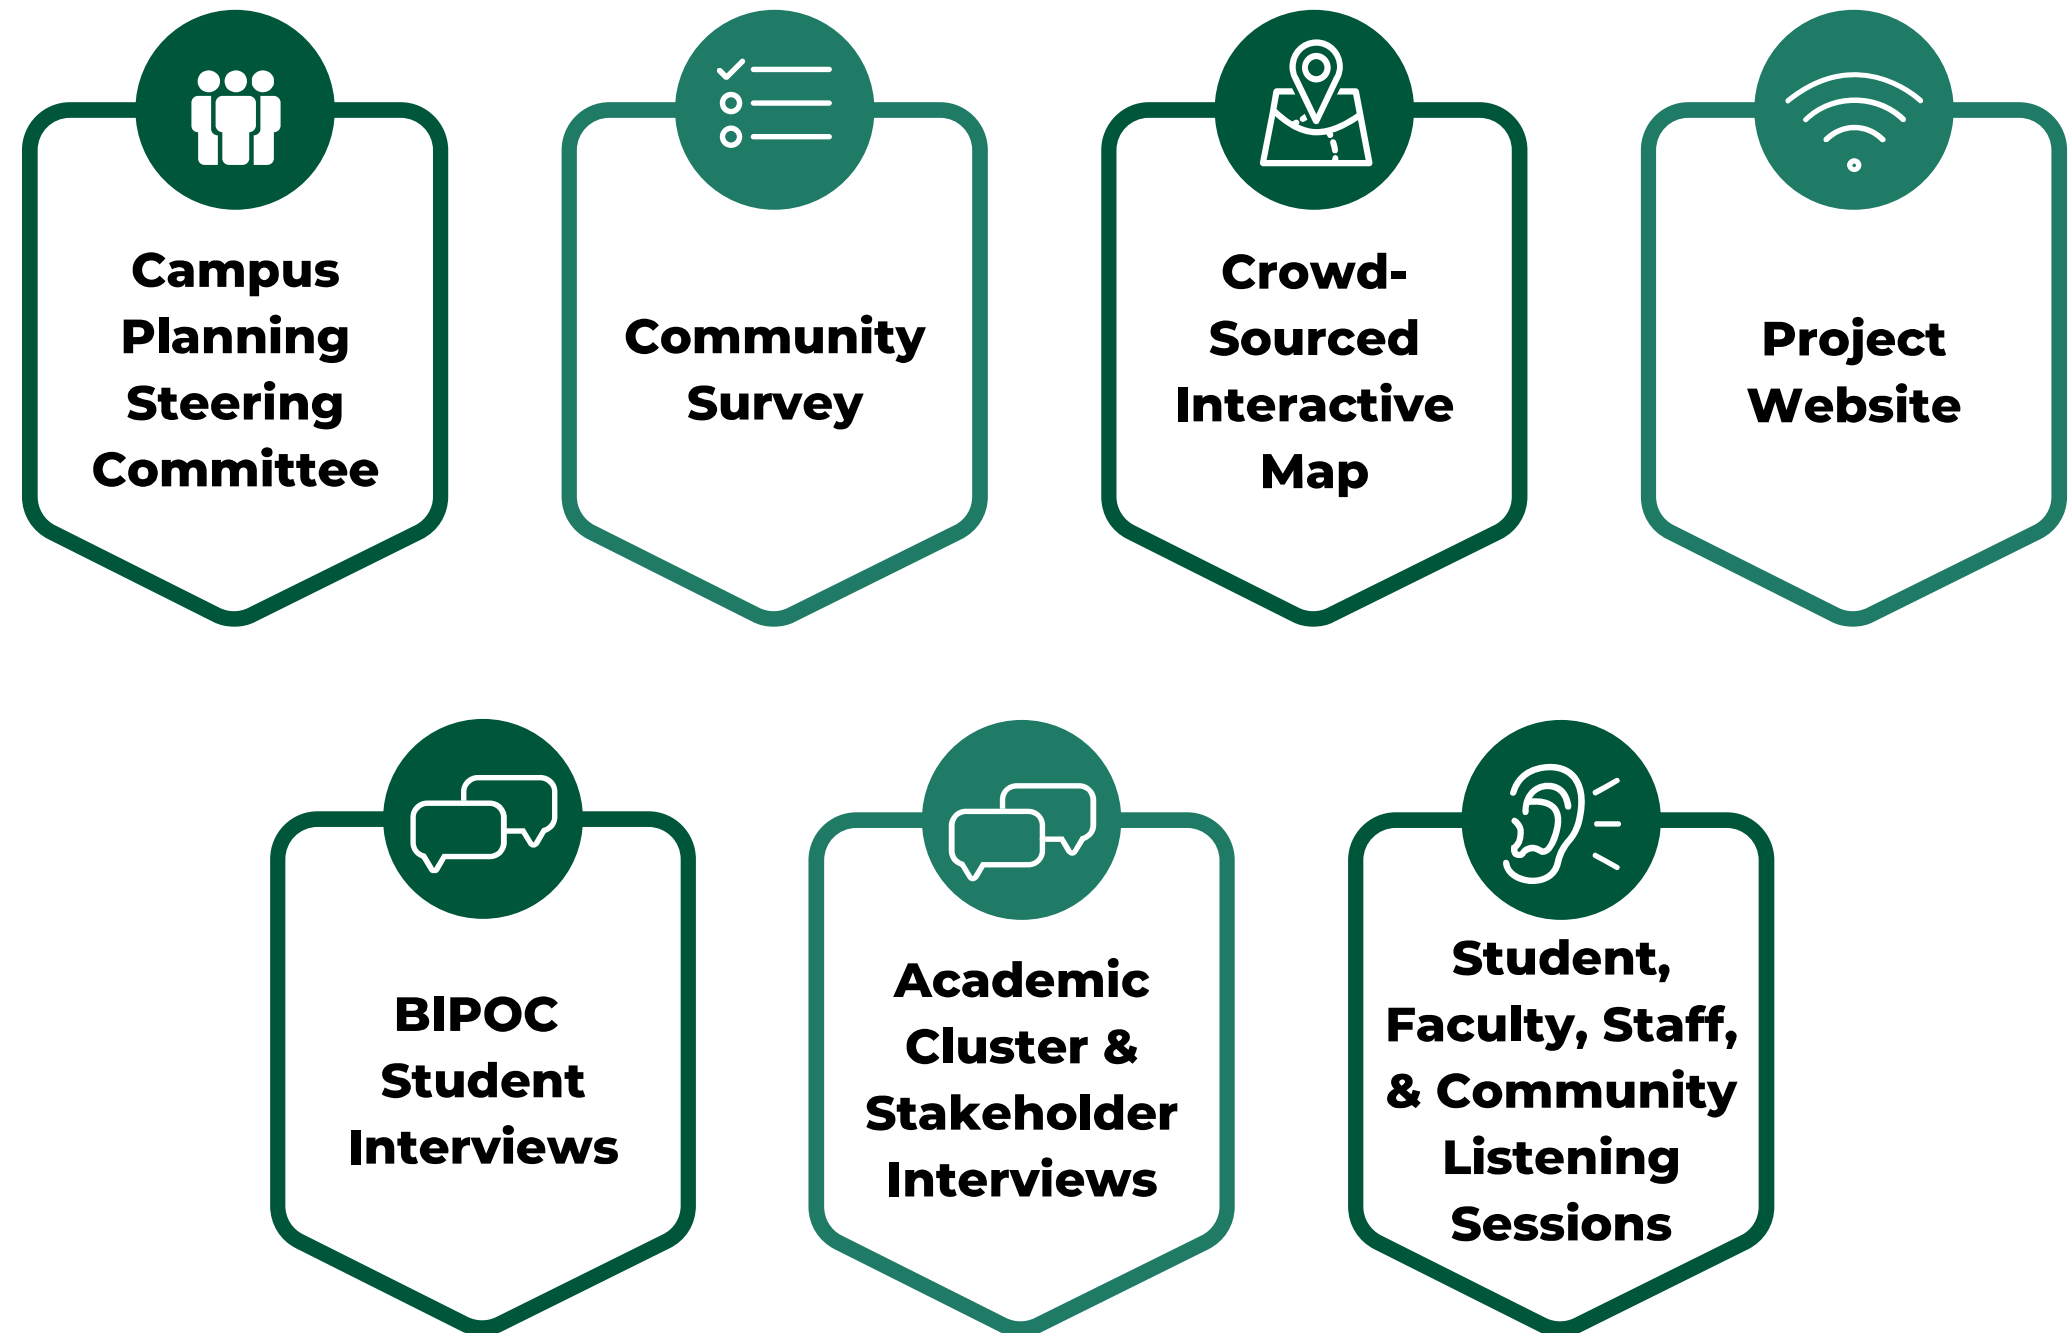 Campus
Planning
Steering
Committee
Community
Survey
Crowd-
Sourced
Interactive
Map
Project
Website
BIPOC
Student
Interviews
Academic
Cluster &
Stakeholder
Interviews
Student,
Faculty, Staff,
& Community
Listening
Sessions